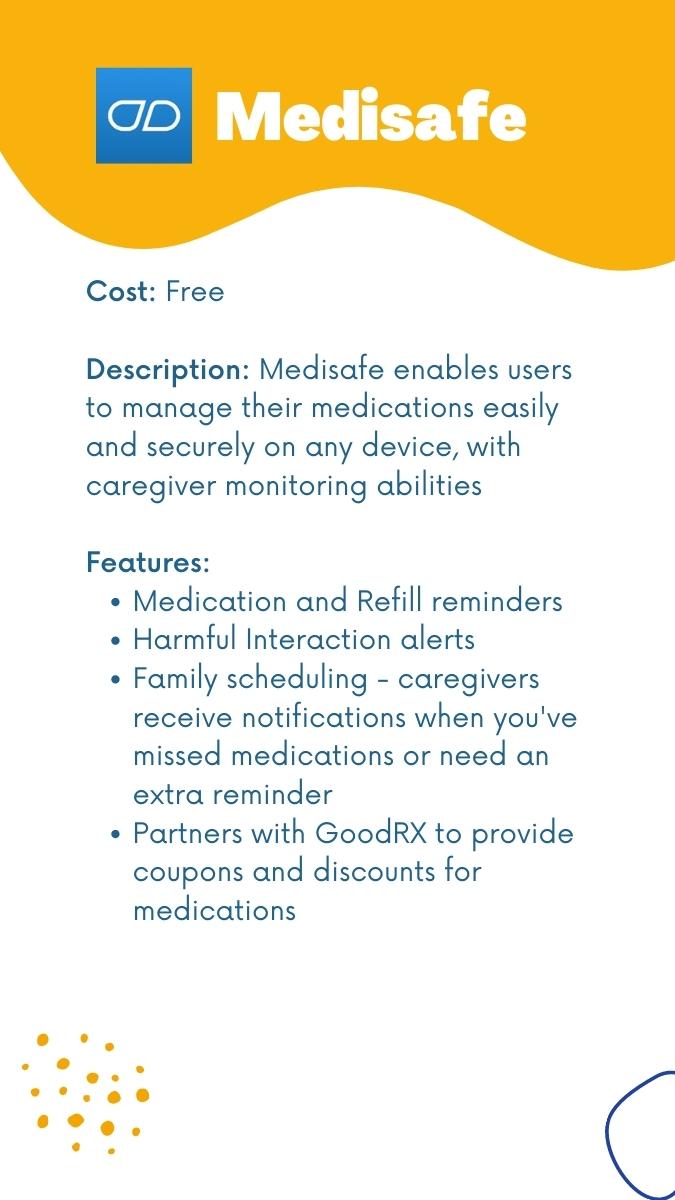 Medisafe
Cost: Free
Description: Medisafe enables users
to manage their medications easily
and securely on any device, with
caregiver monitoring abilities
Features:
• Medication and Refill reminders
• Harmful Interaction alerts
• Family scheduling - caregivers
receive notifications when you've
missed medications or need an
extra reminder
• Partners with GoodRX to provide
coupons and discounts for
medications